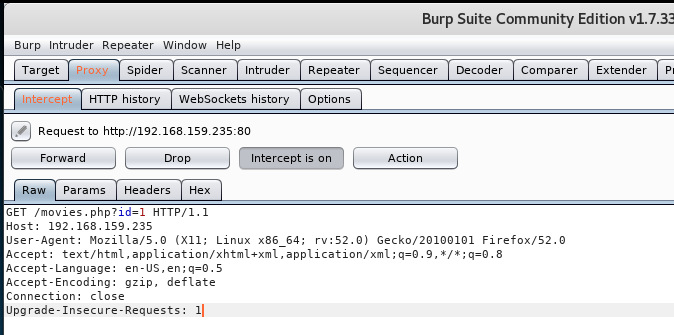 Burp Suite Community Edition v1.7.33
Burp Intruder Repeater Window Help
Target Proxy Spider Scanner Intruder Repeater Sequencer Decoder Comparer Extender Pr
Intercept HTTP history WebSockets history Options
Request to http://192.168.159.235:80
Forward Drop Intercept is on Action
Raw Params Headers Hex
GET /movies.php?id=1 HTTP/1.1
Host: 192.168.159.235
User-Agent: Mozilla/5.0 (X11; Linux x86_64; rv:52.0) Gecko/20100101 Firefox/52.0
Accept: text/html,application/xhtml+xml,application/xml;q=0.9,*/*;q=0.8
Accept-Language: en-US,en;q=0.5
Accept-Encoding: gzip, deflate
Connection: close
Upgrade-Insecure-Requests: 1